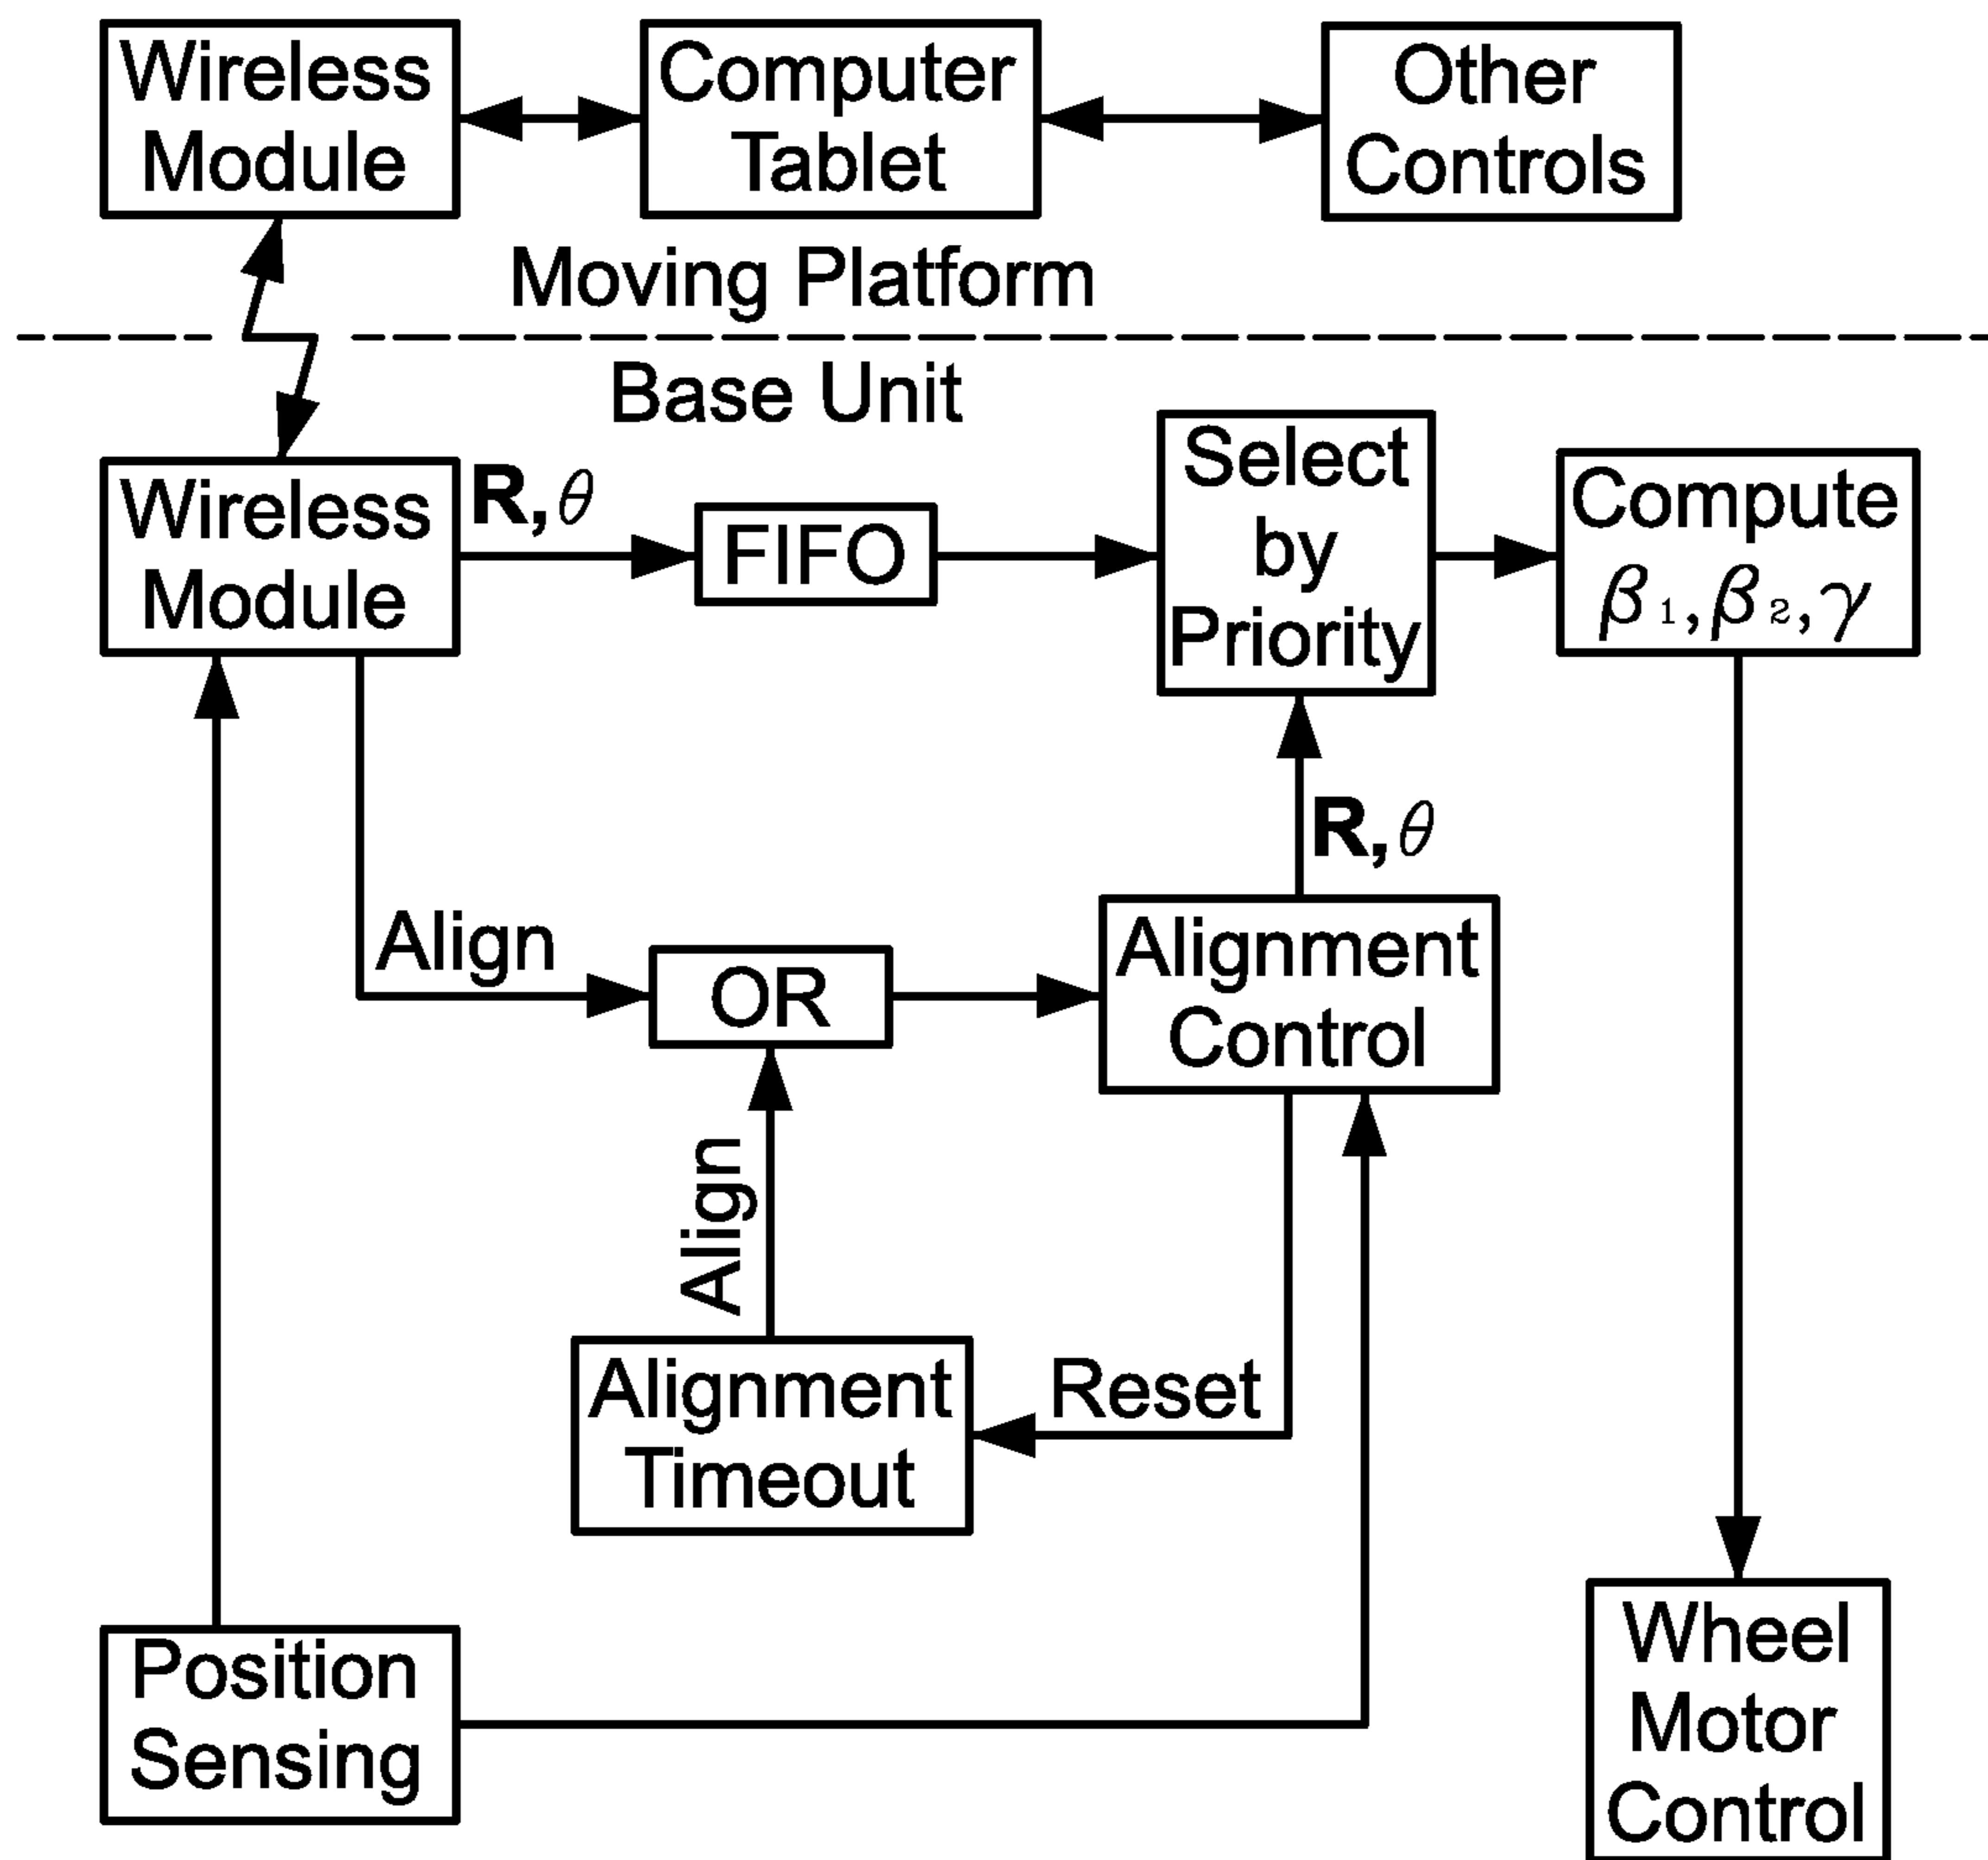 Wireless
Module
Computer
Tablet
Other
Controls
Moving Platform
Base Unit
Wireless
Module
R,θ
FIFO
Select
by
Priority
Compute
β₁,β₂,γ
R,θ
Align
OR
Alignment
Control
Align
Alignment
Timeout
Reset
Position
Sensing
Wheel
Motor
Control